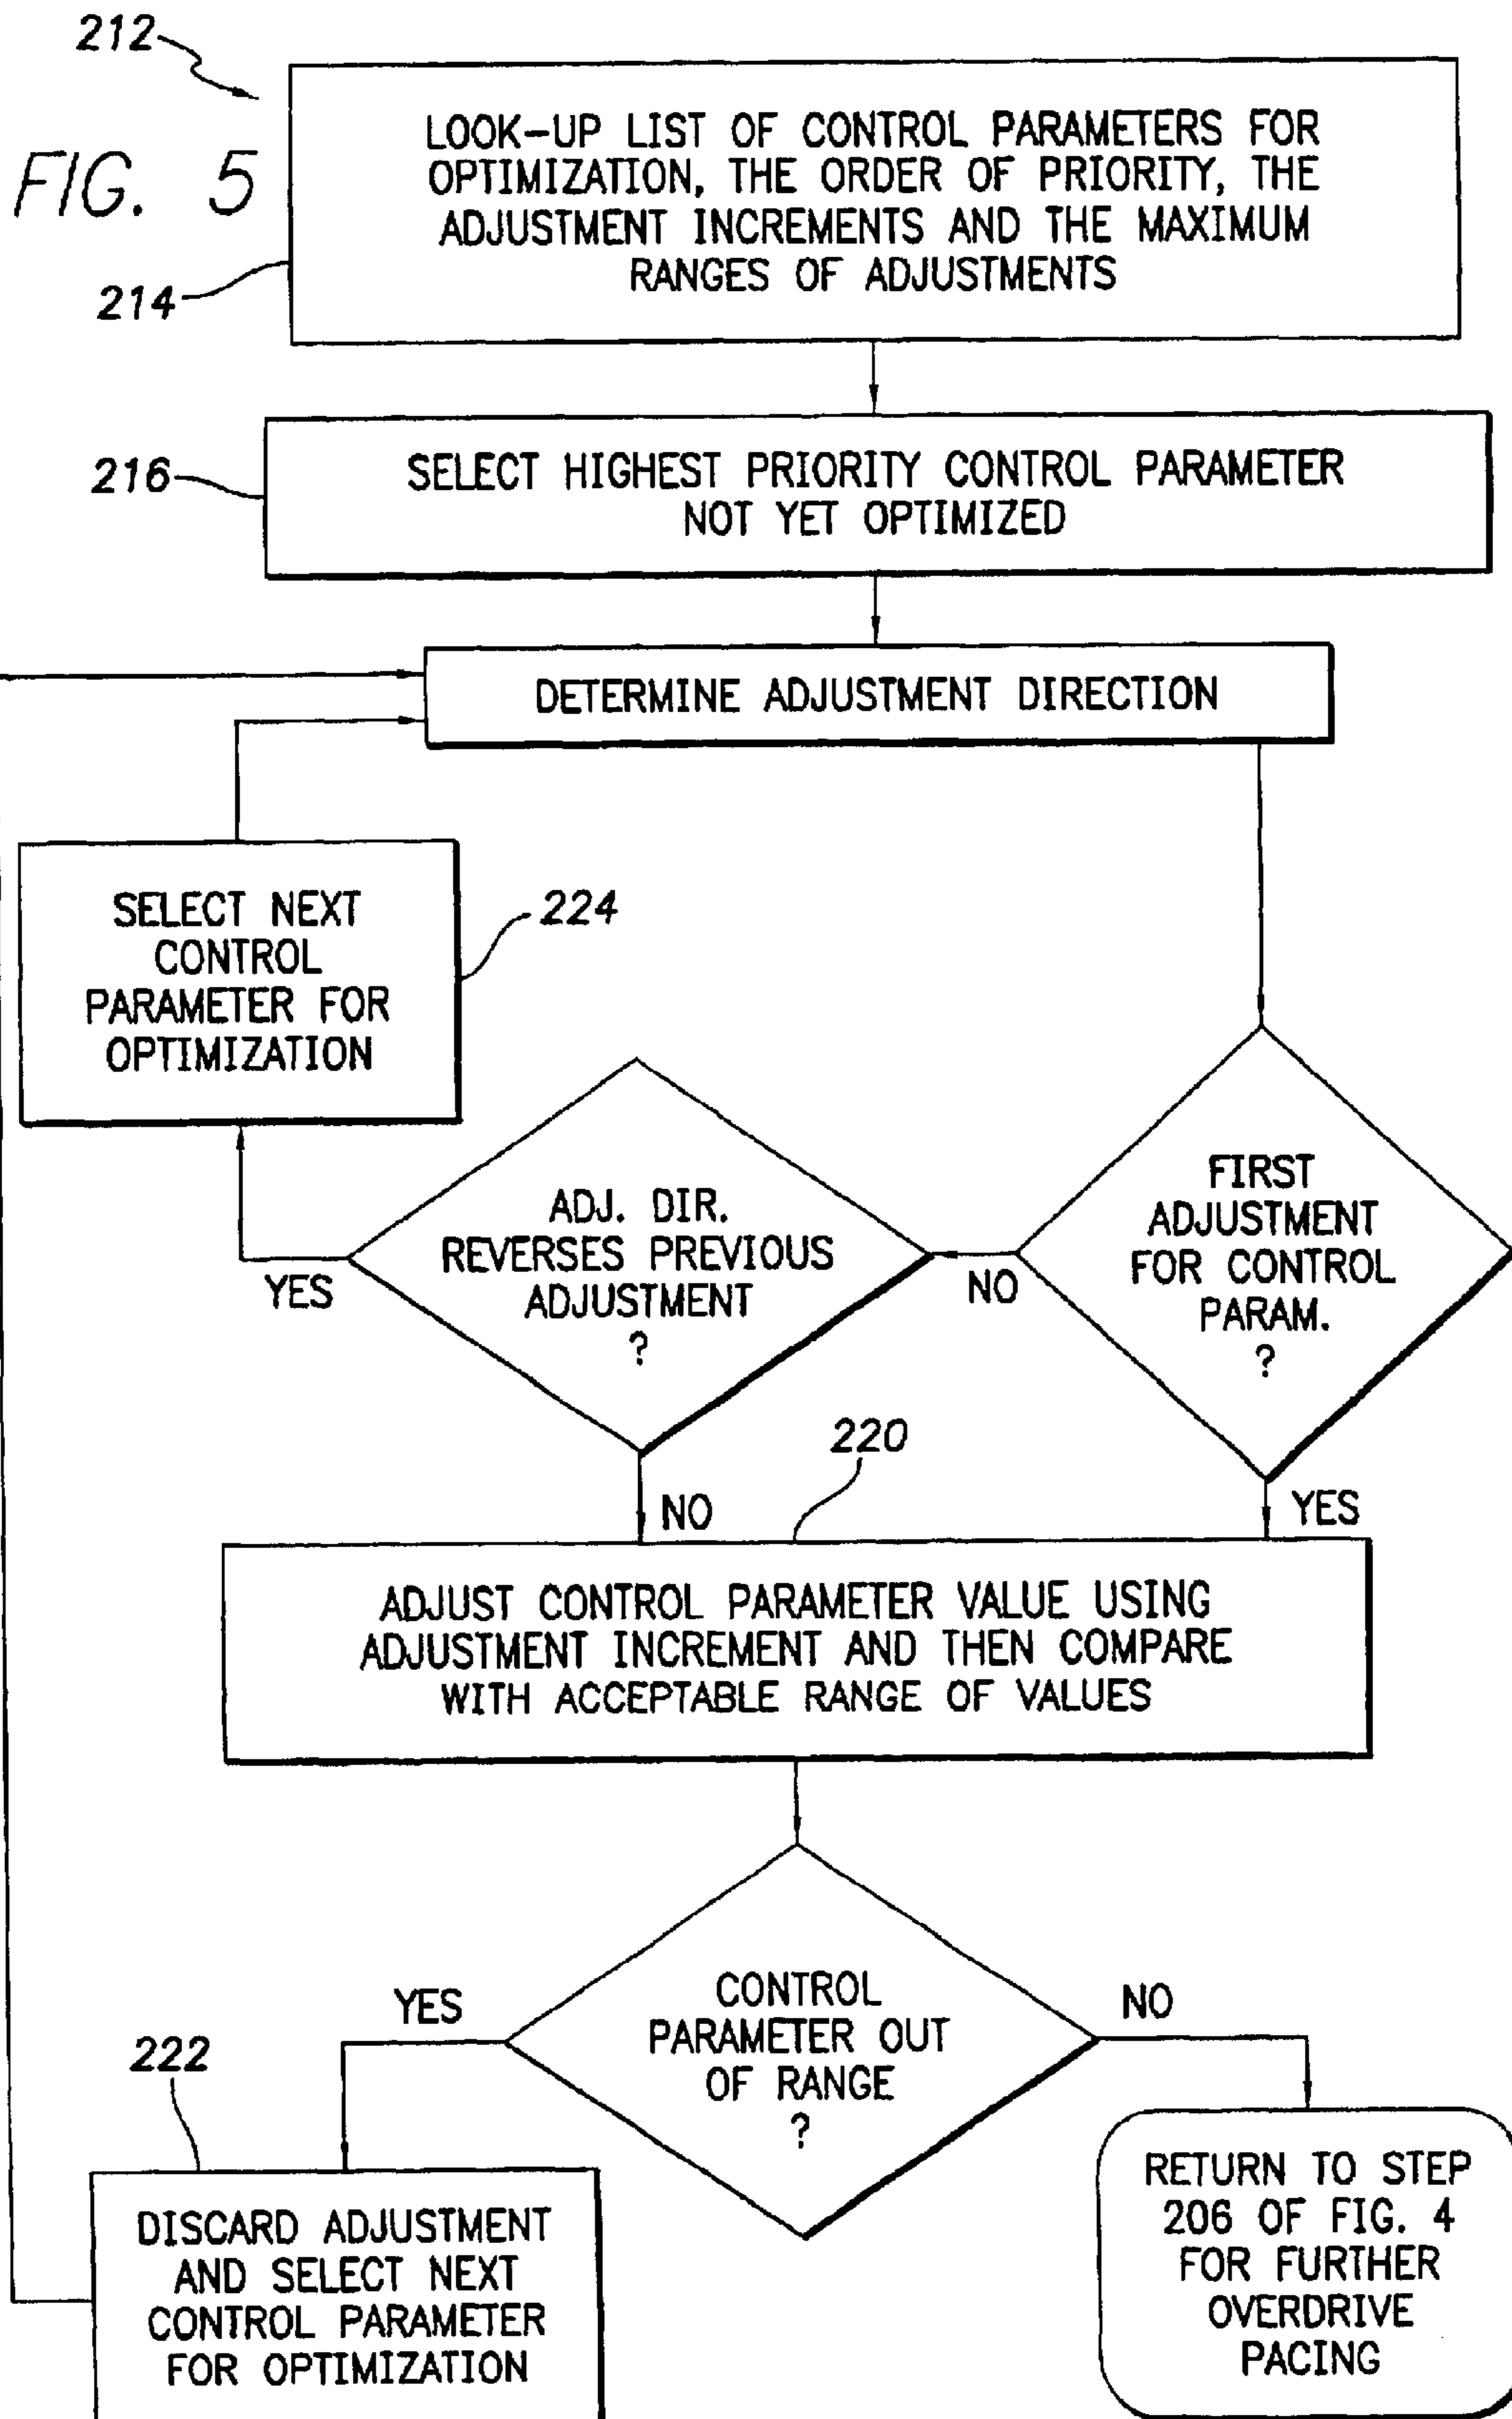 212
FIG. 5
LOOK-UP LIST OF CONTROL PARAMETERS FOR
OPTIMIZATION, THE ORDER OF PRIORITY, THE
ADJUSTMENT INCREMENTS AND THE MAXIMUM
RANGES OF ADJUSTMENTS
214
216
SELECT HIGHEST PRIORITY CONTROL PARAMETER
NOT YET OPTIMIZED
DETERMINE ADJUSTMENT DIRECTION
SELECT NEXT
CONTROL
PARAMETER FOR
OPTIMIZATION
224
FIRST
ADJUSTMENT
FOR CONTROL
PARAM.
?
NO
ADJ. DIR.
REVERSES PREVIOUS
ADJUSTMENT
?
YES
NO
220
YES
ADJUST CONTROL PARAMETER VALUE USING
ADJUSTMENT INCREMENT AND THEN COMPARE
WITH ACCEPTABLE RANGE OF VALUES
CONTROL
PARAMETER OUT
OF RANGE
?
YES
NO
222
DISCARD ADJUSTMENT
AND SELECT NEXT
CONTROL PARAMETER
FOR OPTIMIZATION
RETURN TO STEP
206 OF FIG. 4
FOR FURTHER
OVERDRIVE
PACING